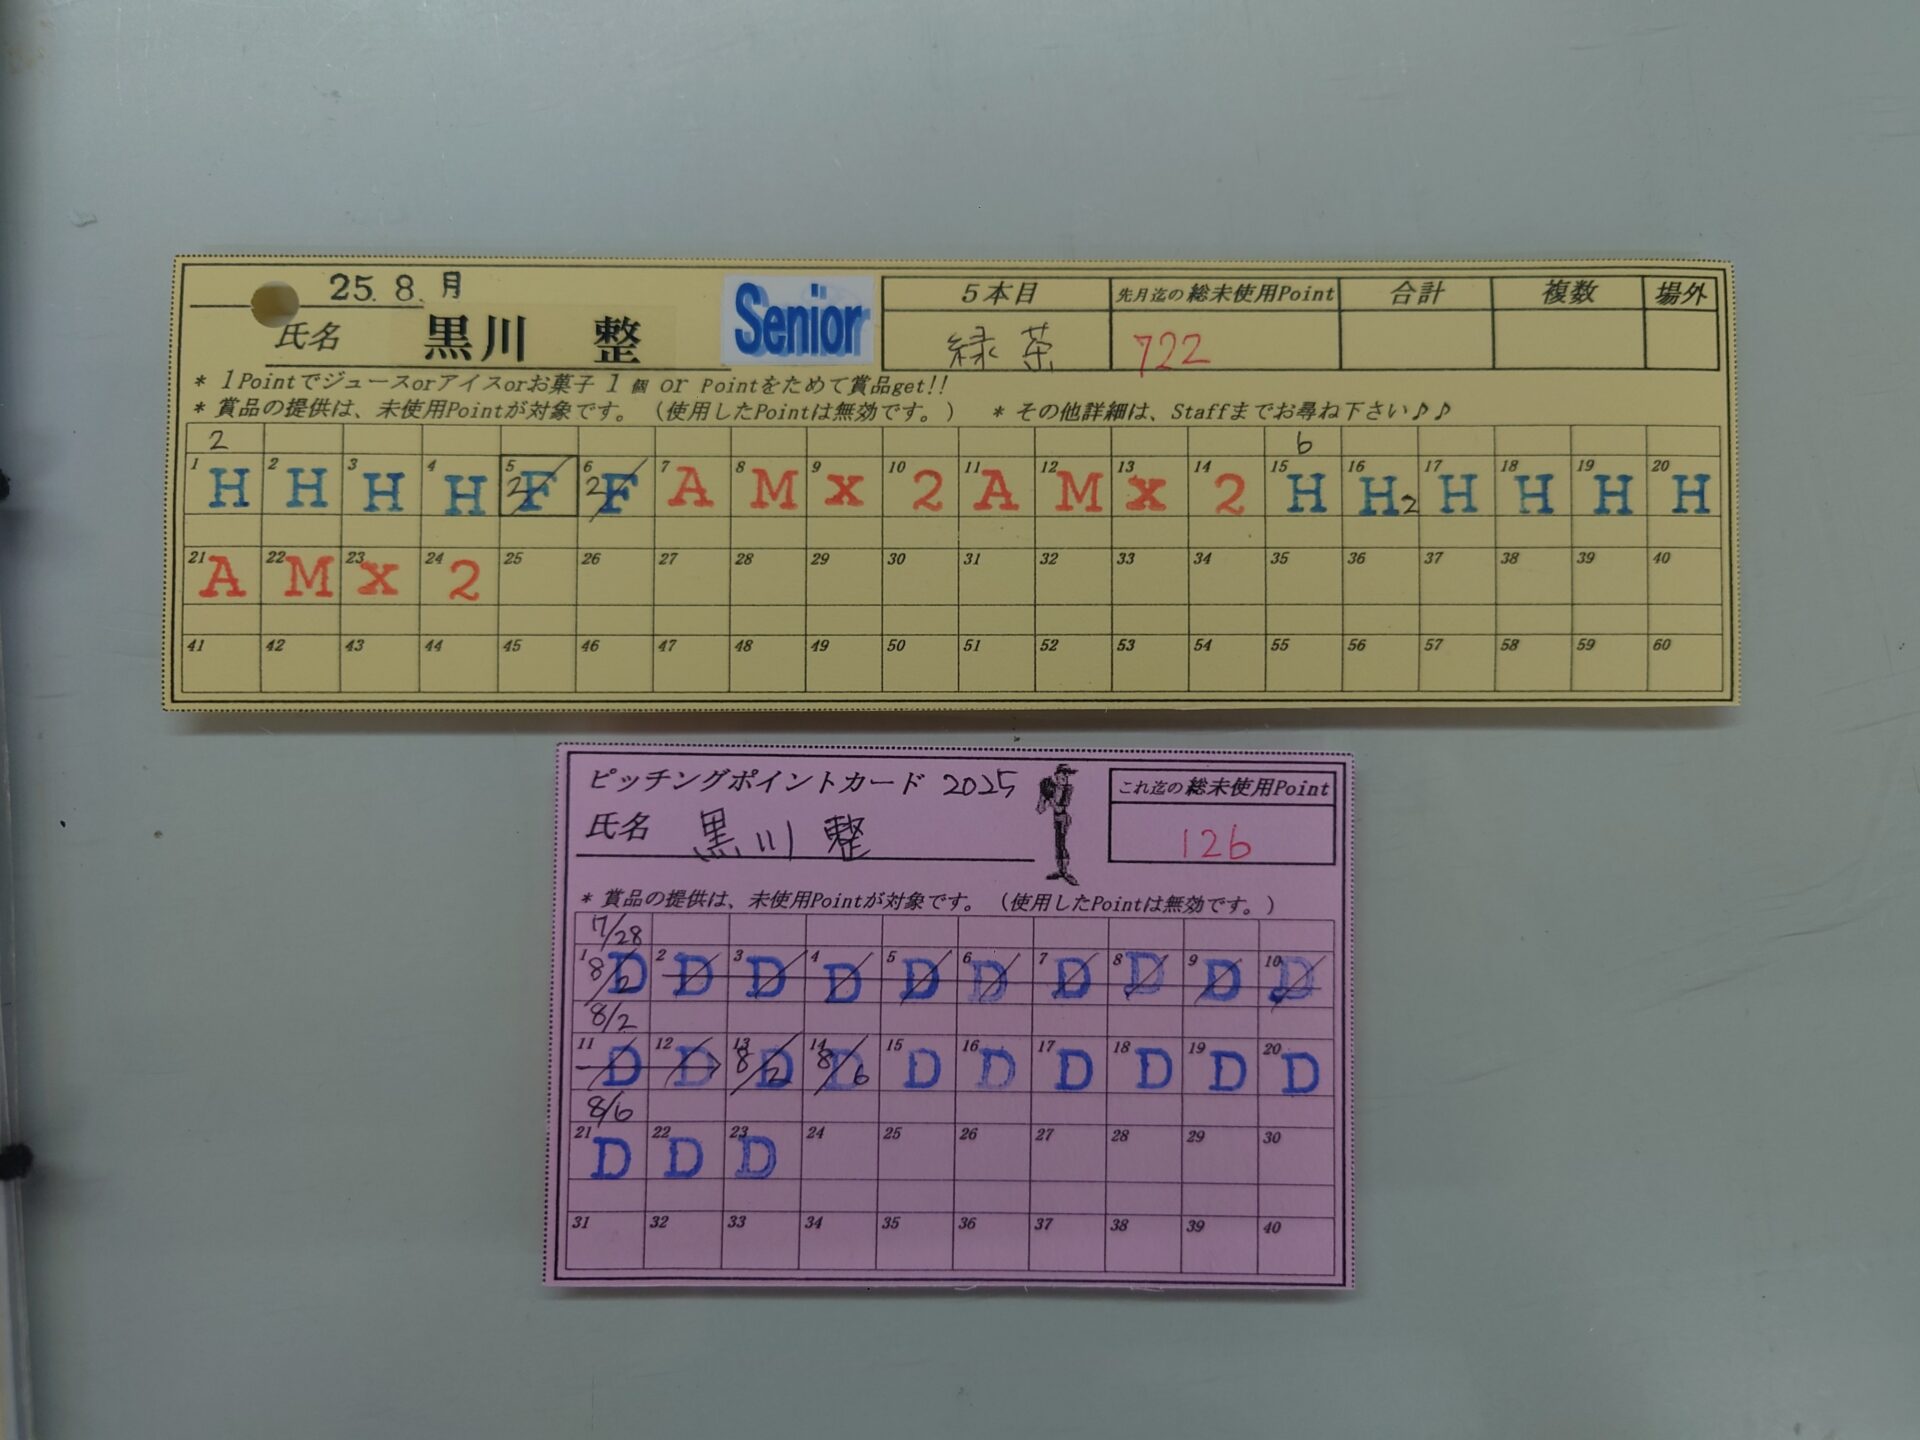 25. 8. 月
氏名 黒川 整
Senior
5本目 先月迄の総未使用Point 合計 複数 場外
緑茶 722
* 1Pointでジュースorアイスorお菓子 1 個 or Pointをためて賞品get!!
* 賞品の提供は、未使用Pointが対象です。（使用したPointは無効です。） * その他詳細は、Staffまでお尋ね下さい♪♪
2 6
1 2 3 4 5 6 7 8 9 10 11 12 13 14 15 16 17 18 19 20
H H H H 2F 2F A M x 2 A M x 2 H H2 H H H H
21 22 23 24 25 26 27 28 29 30 31 32 33 34 35 36 37 38 39 40
A M x 2
41 42 43 44 45 46 47 48 49 50 51 52 53 54 55 56 57 58 59 60
ピッチングポイントカード 2025
氏名 黒川 整
これ迄の総未使用Point
126
* 賞品の提供は、未使用Pointが対象です。（使用したPointは無効です。）
7/28
1 2 3 4 5 6 7 8 9 10
8/2 D D D D D D D D D D
8/2
11 12 13 14 15 16 17 18 19 20
D D 8/2 D 8/6 D D D D D D D
8/6
21 22 23 24 25 26 27 28 29 30
D D D
31 32 33 34 35 36 37 38 39 40